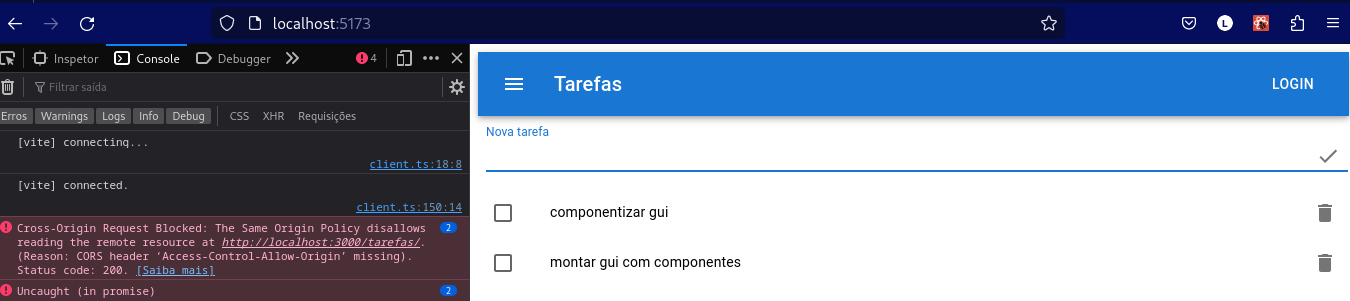 localhost:5173
L
Inspetor Console Debugger 4
Filtrar saída
Erros Warnings Logs Info Debug CSS XHR Requisições
[vite] connecting...
client.ts:18:8
[vite] connected.
client.ts:150:14
Cross-Origin Request Blocked: The Same Origin Policy disallows 2
reading the remote resource at http://localhost:3000/tarefas/.
(Reason: CORS header ‘Access-Control-Allow-Origin’ missing).
Status code: 200. [Saiba mais]
Uncaught (in promise) 2
Tarefas LOGIN
Nova tarefa
componentizar gui
montar gui com componentes